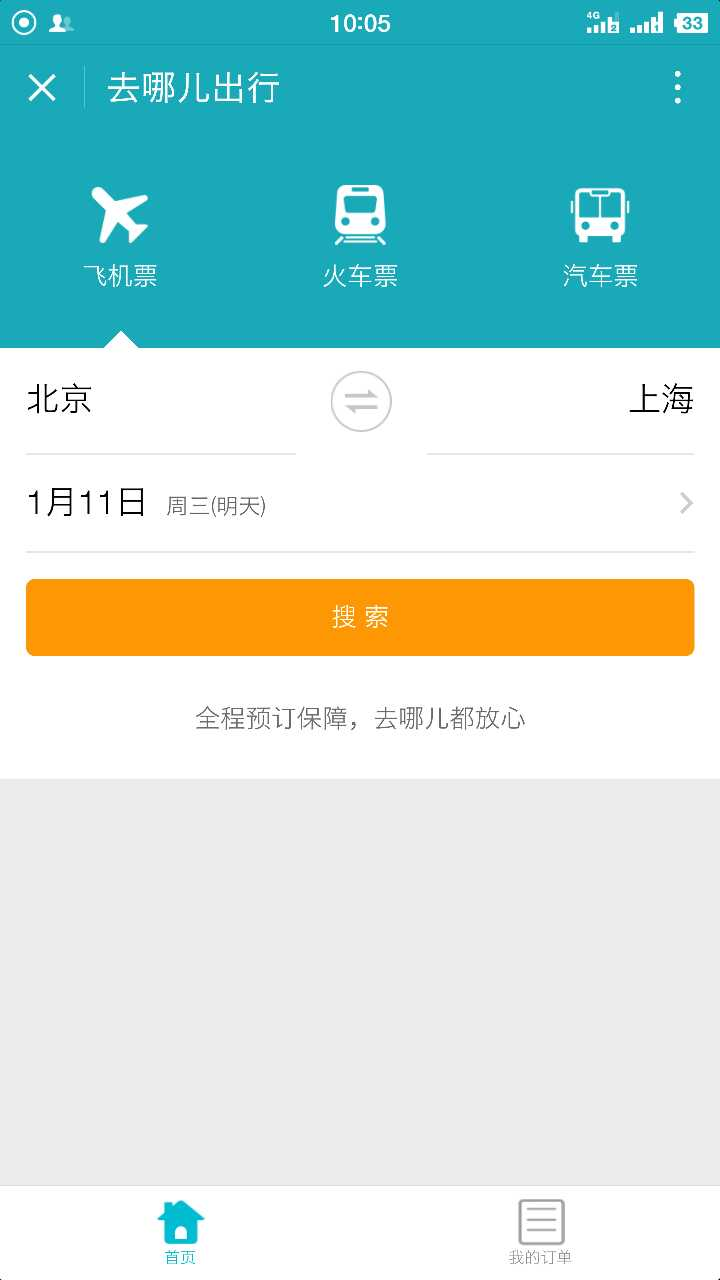 10:05
4G 2 1 33
去哪儿出行
飞机票 火车票 汽车票
北京 上海
1月11日 周三(明天)
搜 索
全程预订保障，去哪儿都放心
首页 我的订单